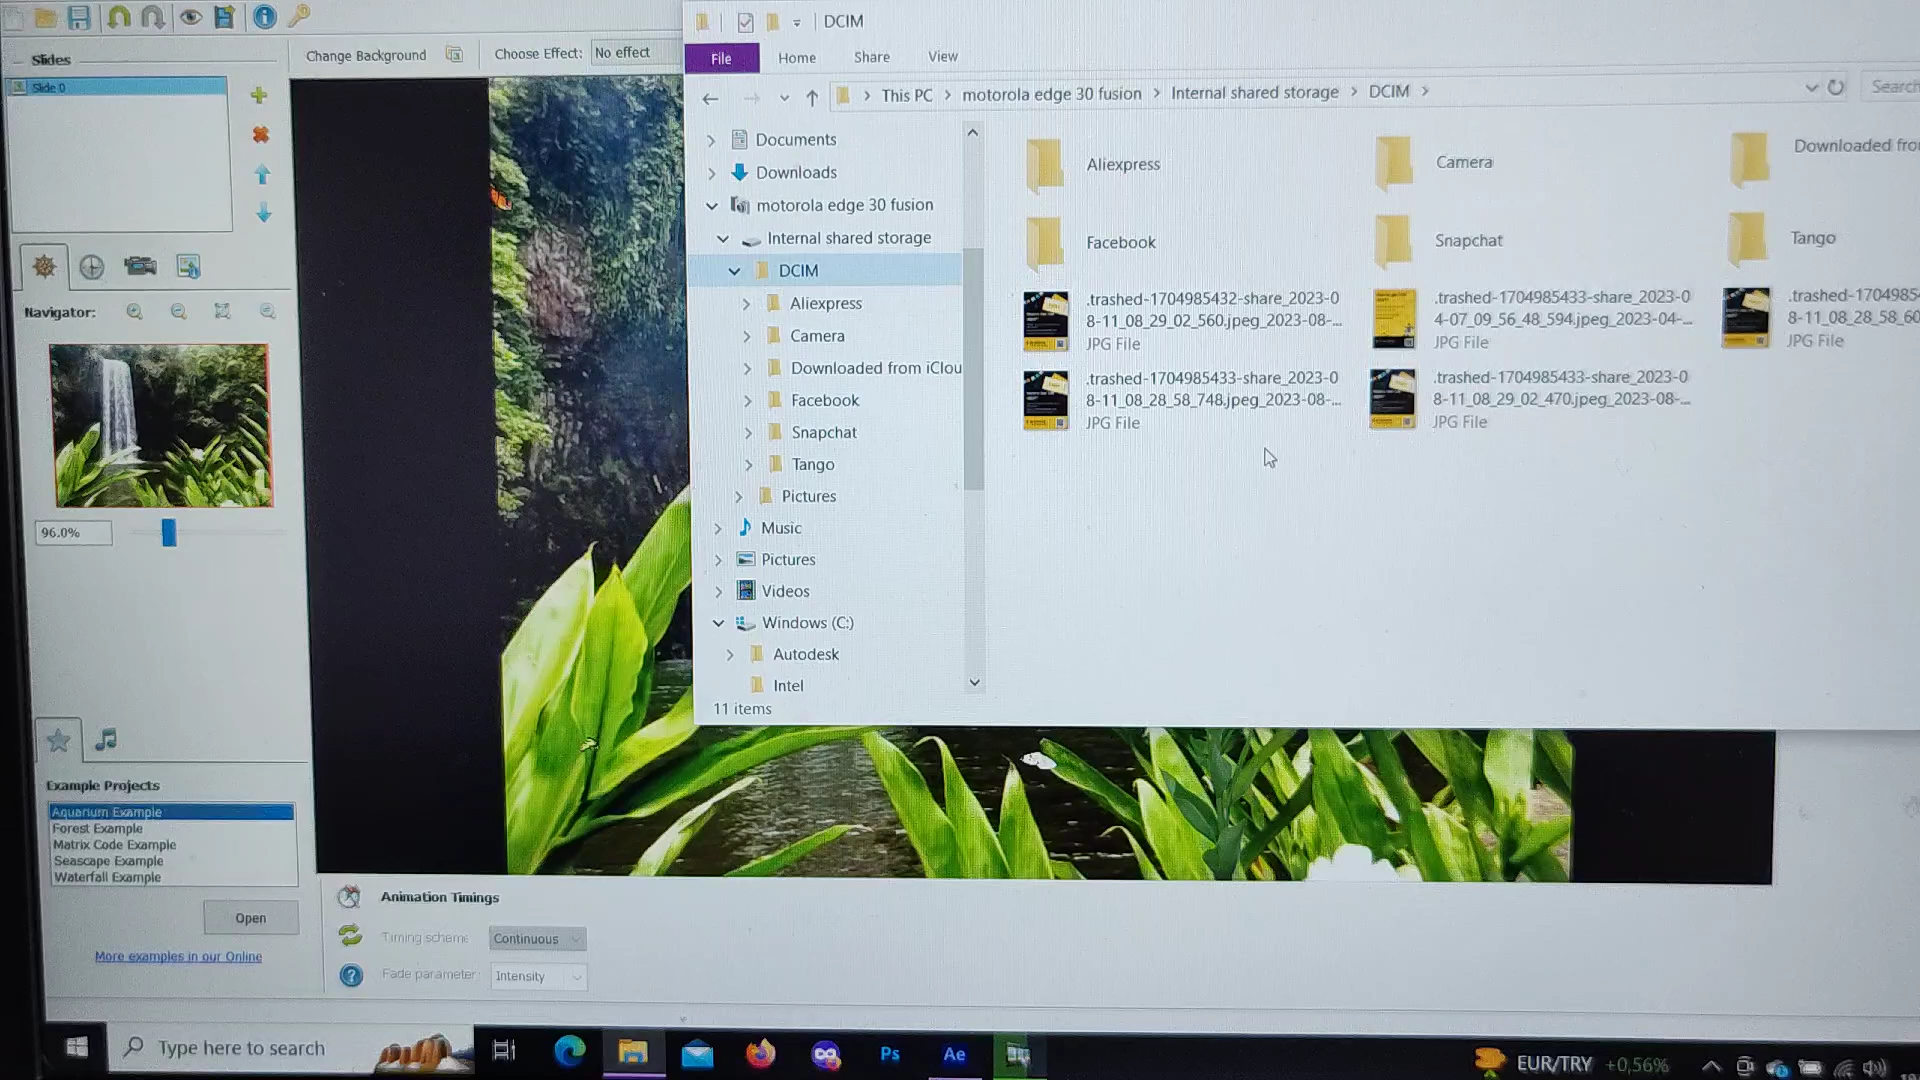 Slides
Slide 0
Change Background
Choose Effect:
No effect
Navigator:
96.0%
Example Projects
Aquarium Example
Forest Example
Matrix Code Example
Seascape Example
Waterfall Example
Open
More examples in our Online
Animation Timings
Timing scheme
Continuous
Fade parameter
Intensity
DCIM
File
Home
Share
View
This PC
motorola edge 30 fusion
Internal shared storage
DCIM
Search
Documents
Downloads
motorola edge 30 fusion
Internal shared storage
DCIM
Aliexpress
Camera
Downloaded from iClou
Facebook
Snapchat
Tango
Pictures
Music
Pictures
Videos
Windows (C:)
Autodesk
Intel
11 items
Aliexpress
Camera
Downloaded fro
Facebook
Snapchat
Tango
.trashed-1704985432-share_2023-0
8-11_08_29_02_560.jpeg_2023-08-...
JPG File
.trashed-1704985433-share_2023-0
4-07_09_56_48_594.jpeg_2023-04-...
JPG File
.trashed-1704985
8-11_08_28_58_60
JPG File
.trashed-1704985433-share_2023-0
8-11_08_28_58_748.jpeg_2023-08-...
JPG File
.trashed-1704985433-share_2023-0
8-11_08_29_02_470.jpeg_2023-08-...
JPG File
Type here to search
Ps
Ae
EUR/TRY +0,56%